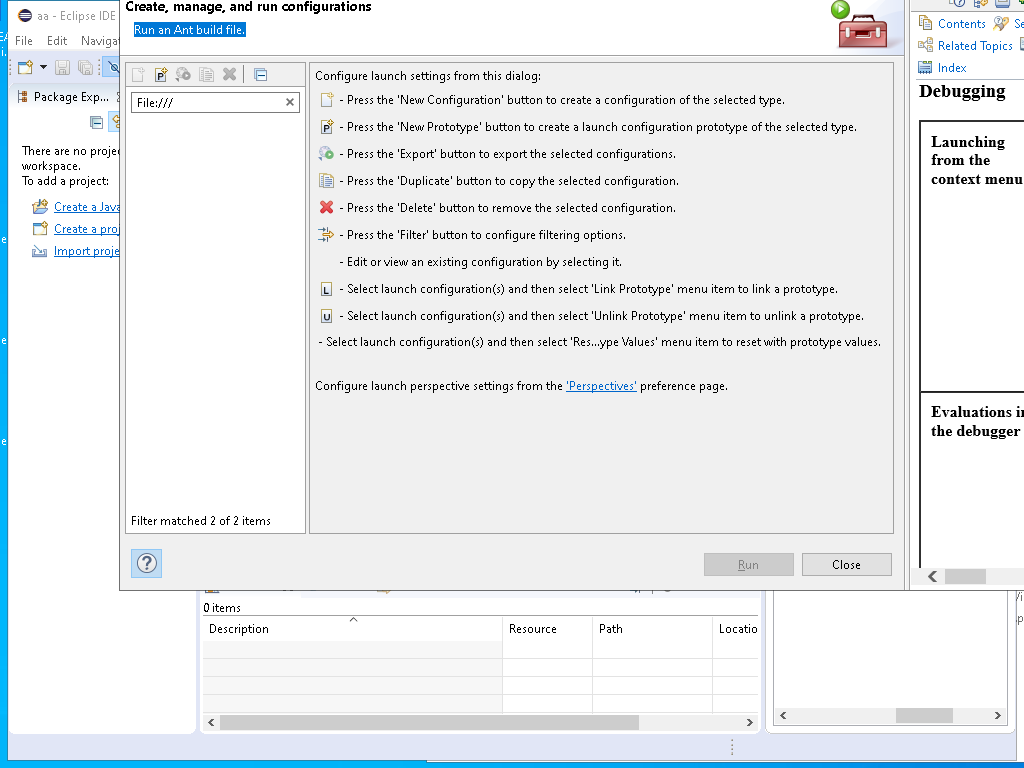 Create, manage, and run configurations
Run an Ant build file.
aa - Eclipse IDE
File Edit Navigat
Package Exp...
There are no proje
workspace.
To add a project:
Create a Java
Create a proj
Import proje
File:///
Filter matched 2 of 2 items
Configure launch settings from this dialog:
- Press the 'New Configuration' button to create a configuration of the selected type.
- Press the 'New Prototype' button to create a launch configuration prototype of the selected type.
- Press the 'Export' button to export the selected configurations.
- Press the 'Duplicate' button to copy the selected configuration.
- Press the 'Delete' button to remove the selected configuration.
- Press the 'Filter' button to configure filtering options.
- Edit or view an existing configuration by selecting it.
L - Select launch configuration(s) and then select 'Link Prototype' menu item to link a prototype.
U - Select launch configuration(s) and then select 'Unlink Prototype' menu item to unlink a prototype.
- Select launch configuration(s) and then select 'Res...ype Values' menu item to reset with prototype values.
Configure launch perspective settings from the 'Perspectives' preference page.
Run Close
Contents Se
Related Topics
Index
Debugging
Launching
from the
context menu
Evaluations in
the debugger
0 items
Description Resource Path Locatio